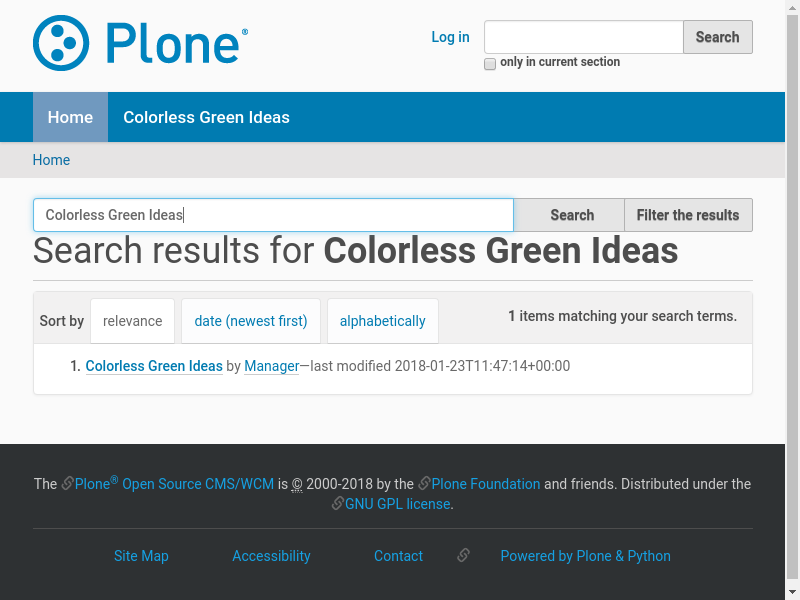 Plone®
Log in
Search
only in current section
Home
Colorless Green Ideas
Home
Colorless Green Ideas
Search
Filter the results
Search results for Colorless Green Ideas
Sort by
relevance
date (newest first)
alphabetically
1 items matching your search terms.
1. Colorless Green Ideas by Manager—last modified 2018-01-23T11:47:14+00:00
The Plone® Open Source CMS/WCM is © 2000-2018 by the Plone Foundation and friends. Distributed under the
GNU GPL license.
Site Map
Accessibility
Contact
Powered by Plone & Python